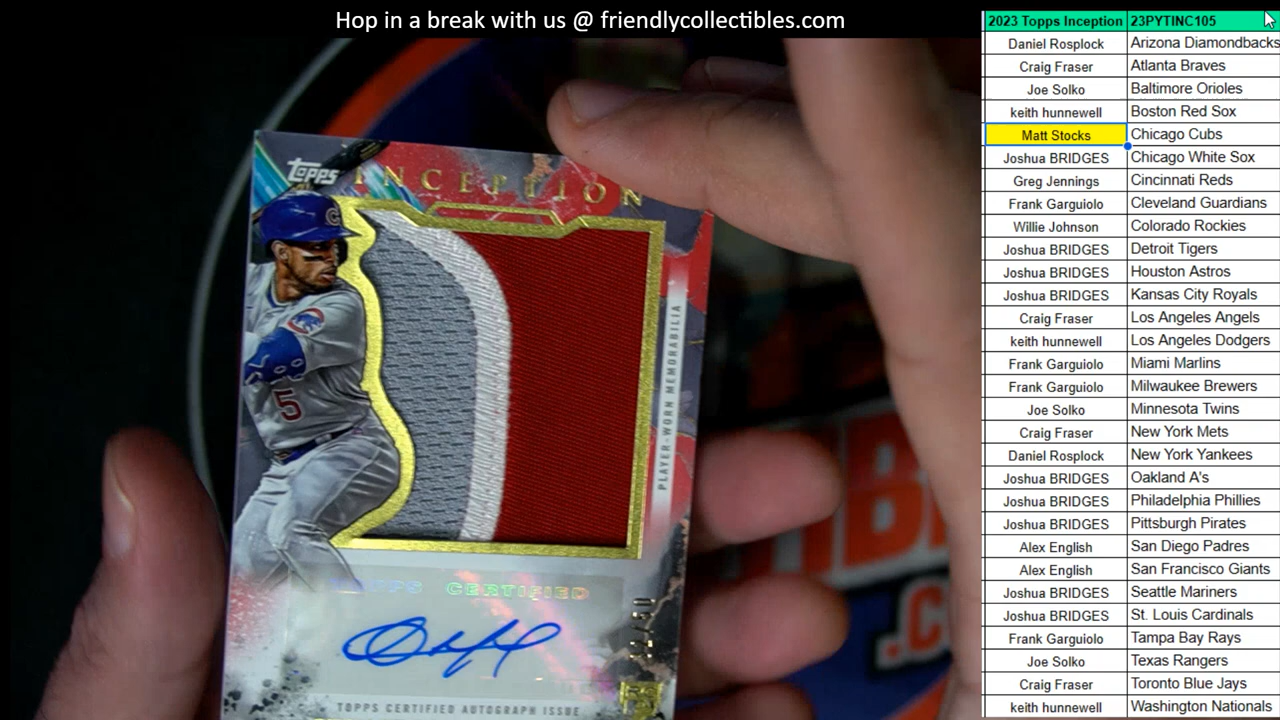 Hop in a break with us @ friendlycollectibles.com
2023 Topps Inception 23PYTINC105
Daniel Rosplock Arizona Diamondbacks
Craig Fraser Atlanta Braves
Joe Solko Baltimore Orioles
keith hunnewell Boston Red Sox
Matt Stocks Chicago Cubs
Joshua BRIDGES Chicago White Sox
Greg Jennings Cincinnati Reds
Frank Garguiolo Cleveland Guardians
Willie Johnson Colorado Rockies
Joshua BRIDGES Detroit Tigers
Joshua BRIDGES Houston Astros
Joshua BRIDGES Kansas City Royals
Craig Fraser Los Angeles Angels
keith hunnewell Los Angeles Dodgers
Frank Garguiolo Miami Marlins
Frank Garguiolo Milwaukee Brewers
Joe Solko Minnesota Twins
Craig Fraser New York Mets
Daniel Rosplock New York Yankees
Joshua BRIDGES Oakland A's
Joshua BRIDGES Philadelphia Phillies
Joshua BRIDGES Pittsburgh Pirates
Alex English San Diego Padres
Alex English San Francisco Giants
Joshua BRIDGES Seattle Mariners
Joshua BRIDGES St. Louis Cardinals
Frank Garguiolo Tampa Bay Rays
Joe Solko Texas Rangers
Craig Fraser Toronto Blue Jays
keith hunnewell Washington Nationals
Topps INCEPTION
C
5
PLAYER-WORN MEMORABILIA
TOPPS CERTIFIED
TOPPS CERTIFIED AUTOGRAPH ISSUE